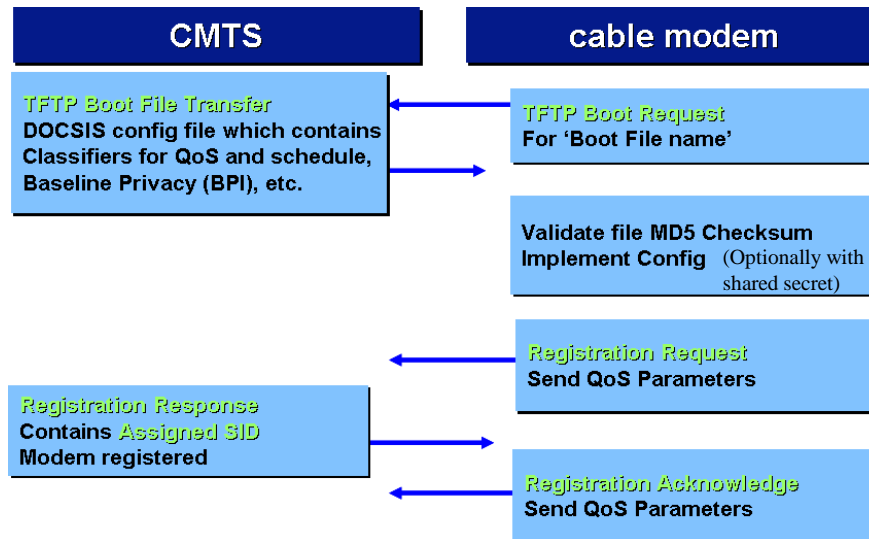 CMTS
cable modem
TFTP Boot File Transfer
DOCSIS config file which contains
Classifiers for QoS and schedule,
Baseline Privacy (BPI), etc.
TFTP Boot Request
For ‘Boot File name’
Validate file MD5 Checksum
Implement Config (Optionally with
shared secret)
Registration Request
Send QoS Parameters
Registration Response
Contains Assigned SID
Modem registered
Registration Acknowledge
Send QoS Parameters